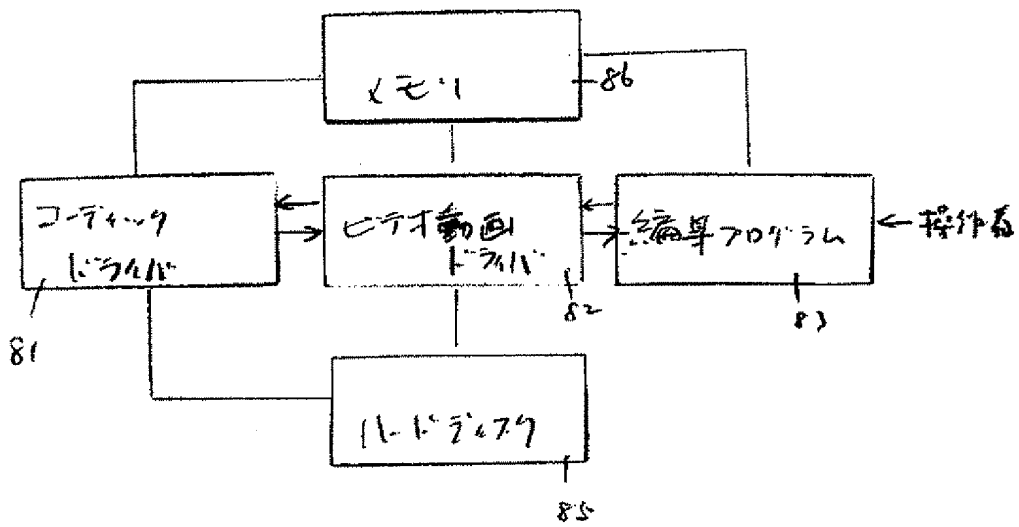 メモリ
86
コーディック
ドライバ
81
ビデオ動画
ドライバ
82
編集プログラム
83
操作者
ハードディスク
85